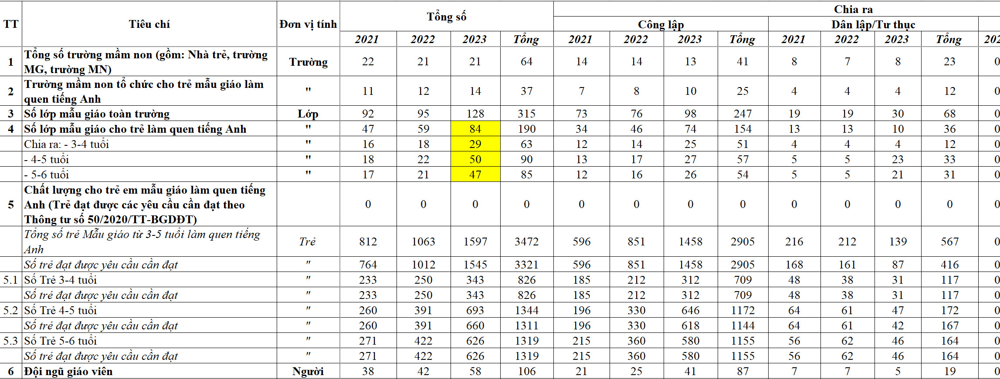 TT Tiêu chí Đơn vị tính Tổng số Chia ra
Công lập Dân lập/Tư thục
2021 2022 2023 Tổng 2021 2022 2023 Tổng 2021 2022 2023 Tổng
1 Tổng số trường mầm non (gồm: Nhà trẻ, trường MG, trường MN) Trường 22 21 21 64 14 14 13 41 8 7 8 23 0
2 Trường mầm non tổ chức cho trẻ mẫu giáo làm quen tiếng Anh " 11 12 14 37 7 8 10 25 4 4 4 12 0
3 Số lớp mẫu giáo toàn trường Lớp 92 95 128 315 73 76 98 247 19 19 30 68 0
4 Số lớp mẫu giáo cho trẻ làm quen tiếng Anh " 47 59 84 190 34 46 74 154 13 13 10 36 0
Chia ra: - 3-4 tuổi " 16 18 29 63 12 14 25 51 4 4 4 12 0
- 4-5 tuổi " 18 22 50 90 13 17 27 57 5 5 23 33 0
- 5-6 tuổi " 17 21 47 85 12 16 26 54 5 5 21 31 0
5 Chất lượng cho trẻ em mẫu giáo làm quen tiếng Anh (Trẻ đạt được các yêu cầu cần đạt theo Thông tư số 50/2020/TT-BGDĐT) 0 0 0 0 0 0 0 0 0 0 0 0 0
Tổng số trẻ Mẫu giáo từ 3-5 tuổi làm quen tiếng Anh Trẻ 812 1063 1597 3472 596 851 1458 2905 216 212 139 567 0
Số trẻ đạt được yêu cầu cần đạt " 764 1012 1545 3321 596 851 1458 2905 168 161 87 416 0
5.1 Số Trẻ 3-4 tuổi " 233 250 343 826 185 212 312 709 48 38 31 117 0
Số trẻ đạt được yêu cầu cần đạt " 233 250 343 826 185 212 312 709 48 38 31 117 0
5.2 Số Trẻ 4-5 tuổi " 260 391 693 1344 196 330 646 1172 64 61 47 172 0
Số trẻ đạt được yêu cầu cần đạt " 260 391 660 1311 196 330 618 1144 64 61 42 167 0
5.3 Số Trẻ 5-6 tuổi " 271 422 626 1319 215 360 580 1155 56 62 46 164 0
Số trẻ đạt được yêu cầu cần đạt " 271 422 626 1319 215 360 580 1155 56 62 46 164 0
6 Đội ngũ giáo viên Người 38 42 58 106 21 25 41 87 7 7 5 19 0